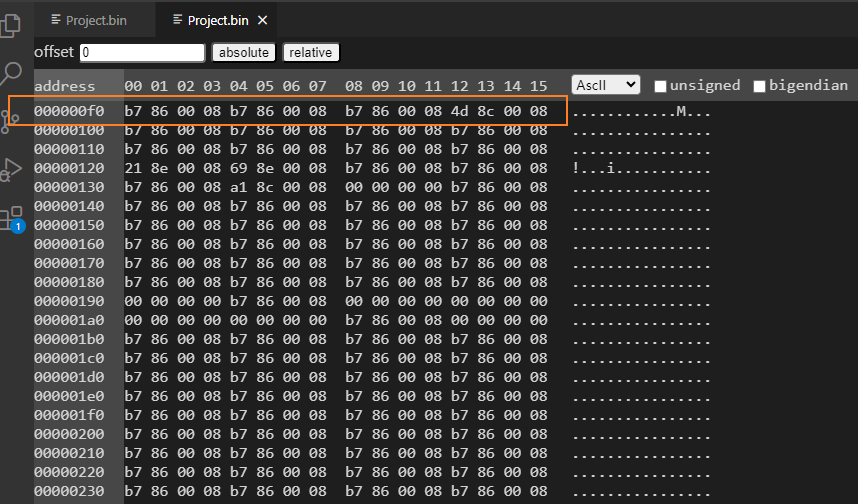 Project.bin Project.bin ×
offset 0 absolute relative
address 00 01 02 03 04 05 06 07 08 09 10 11 12 13 14 15 AscII unsigned bigendian
000000f0 b7 86 00 08 b7 86 00 08 b7 86 00 08 4d 8c 00 08 ............M...
00000100 b7 86 00 08 b7 86 00 08 b7 86 00 08 b7 86 00 08 ................
00000110 b7 86 00 08 b7 86 00 08 b7 86 00 08 b7 86 00 08 ................
00000120 21 8e 00 08 69 8e 00 08 b7 86 00 08 b7 86 00 08 !...i...........
00000130 b7 86 00 08 a1 8c 00 08 00 00 00 00 b7 86 00 08 ................
00000140 b7 86 00 08 b7 86 00 08 b7 86 00 08 b7 86 00 08 ................
00000150 b7 86 00 08 b7 86 00 08 b7 86 00 08 b7 86 00 08 ................
1
00000160 b7 86 00 08 b7 86 00 08 b7 86 00 08 b7 86 00 08 ................
00000170 b7 86 00 08 b7 86 00 08 b7 86 00 08 b7 86 00 08 ................
00000180 b7 86 00 08 b7 86 00 08 b7 86 00 08 b7 86 00 08 ................
00000190 00 00 00 00 b7 86 00 08 00 00 00 00 00 00 00 00 ................
000001a0 00 00 00 00 00 00 00 00 b7 86 00 08 00 00 00 00 ................
000001b0 b7 86 00 08 b7 86 00 08 b7 86 00 08 b7 86 00 08 ................
000001c0 b7 86 00 08 b7 86 00 08 b7 86 00 08 b7 86 00 08 ................
000001d0 b7 86 00 08 b7 86 00 08 b7 86 00 08 b7 86 00 08 ................
000001e0 b7 86 00 08 b7 86 00 08 b7 86 00 08 b7 86 00 08 ................
000001f0 b7 86 00 08 b7 86 00 08 b7 86 00 08 b7 86 00 08 ................
00000200 b7 86 00 08 b7 86 00 08 b7 86 00 08 b7 86 00 08 ................
00000210 b7 86 00 08 b7 86 00 08 b7 86 00 08 b7 86 00 08 ................
00000220 b7 86 00 08 b7 86 00 08 b7 86 00 08 b7 86 00 08 ................
00000230 b7 86 00 08 b7 86 00 08 b7 86 00 08 b7 86 00 08 ................